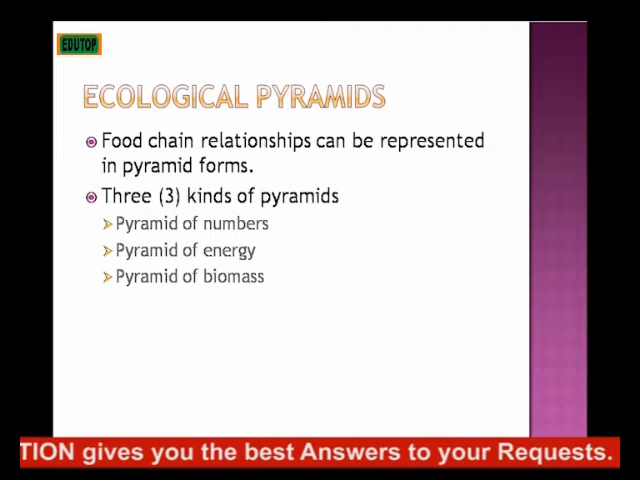 EDUTOP
ECOLOGICAL PYRAMIDS
Food chain relationships can be represented
in pyramid forms.
Three (3) kinds of pyramids
Pyramid of numbers
Pyramid of energy
Pyramid of biomass
TION gives you the best Answers to your Requests.